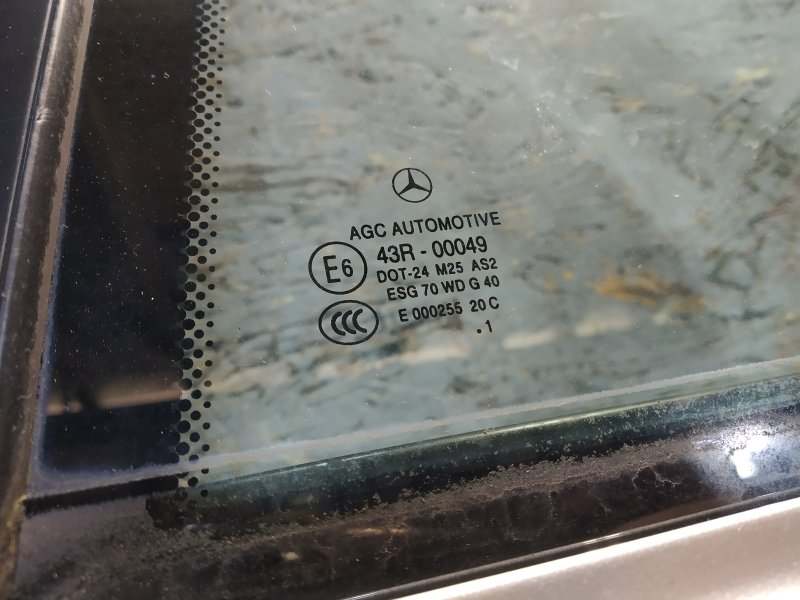 AGC AUTOMOTIVE
E6 43R - 00049
DOT-24 M25 AS2
ESG 70 WD G 40
CCC E 000255 20 C
.1